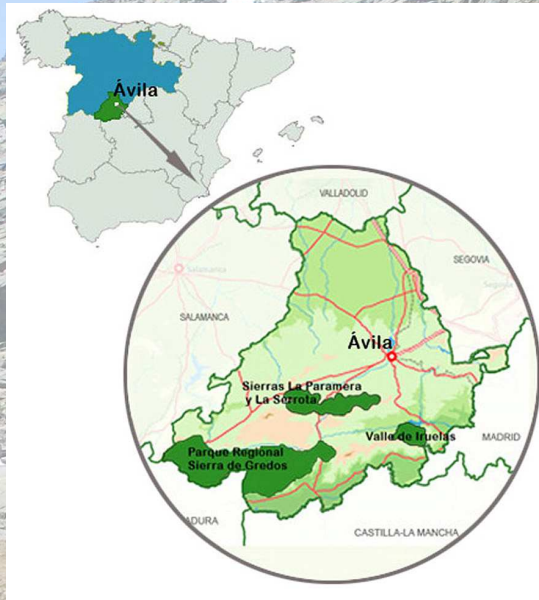 Ávila
VALLADOLID
SEGOVIA
Salamanca
Segovia
SALAMANCA
Ávila
Sierras La Paramera
y La Serrota
Valle de Iruelas
MADRID
Parque Regional
Sierra de Gredos
ADURA
CASTILLA-LA MANCHA